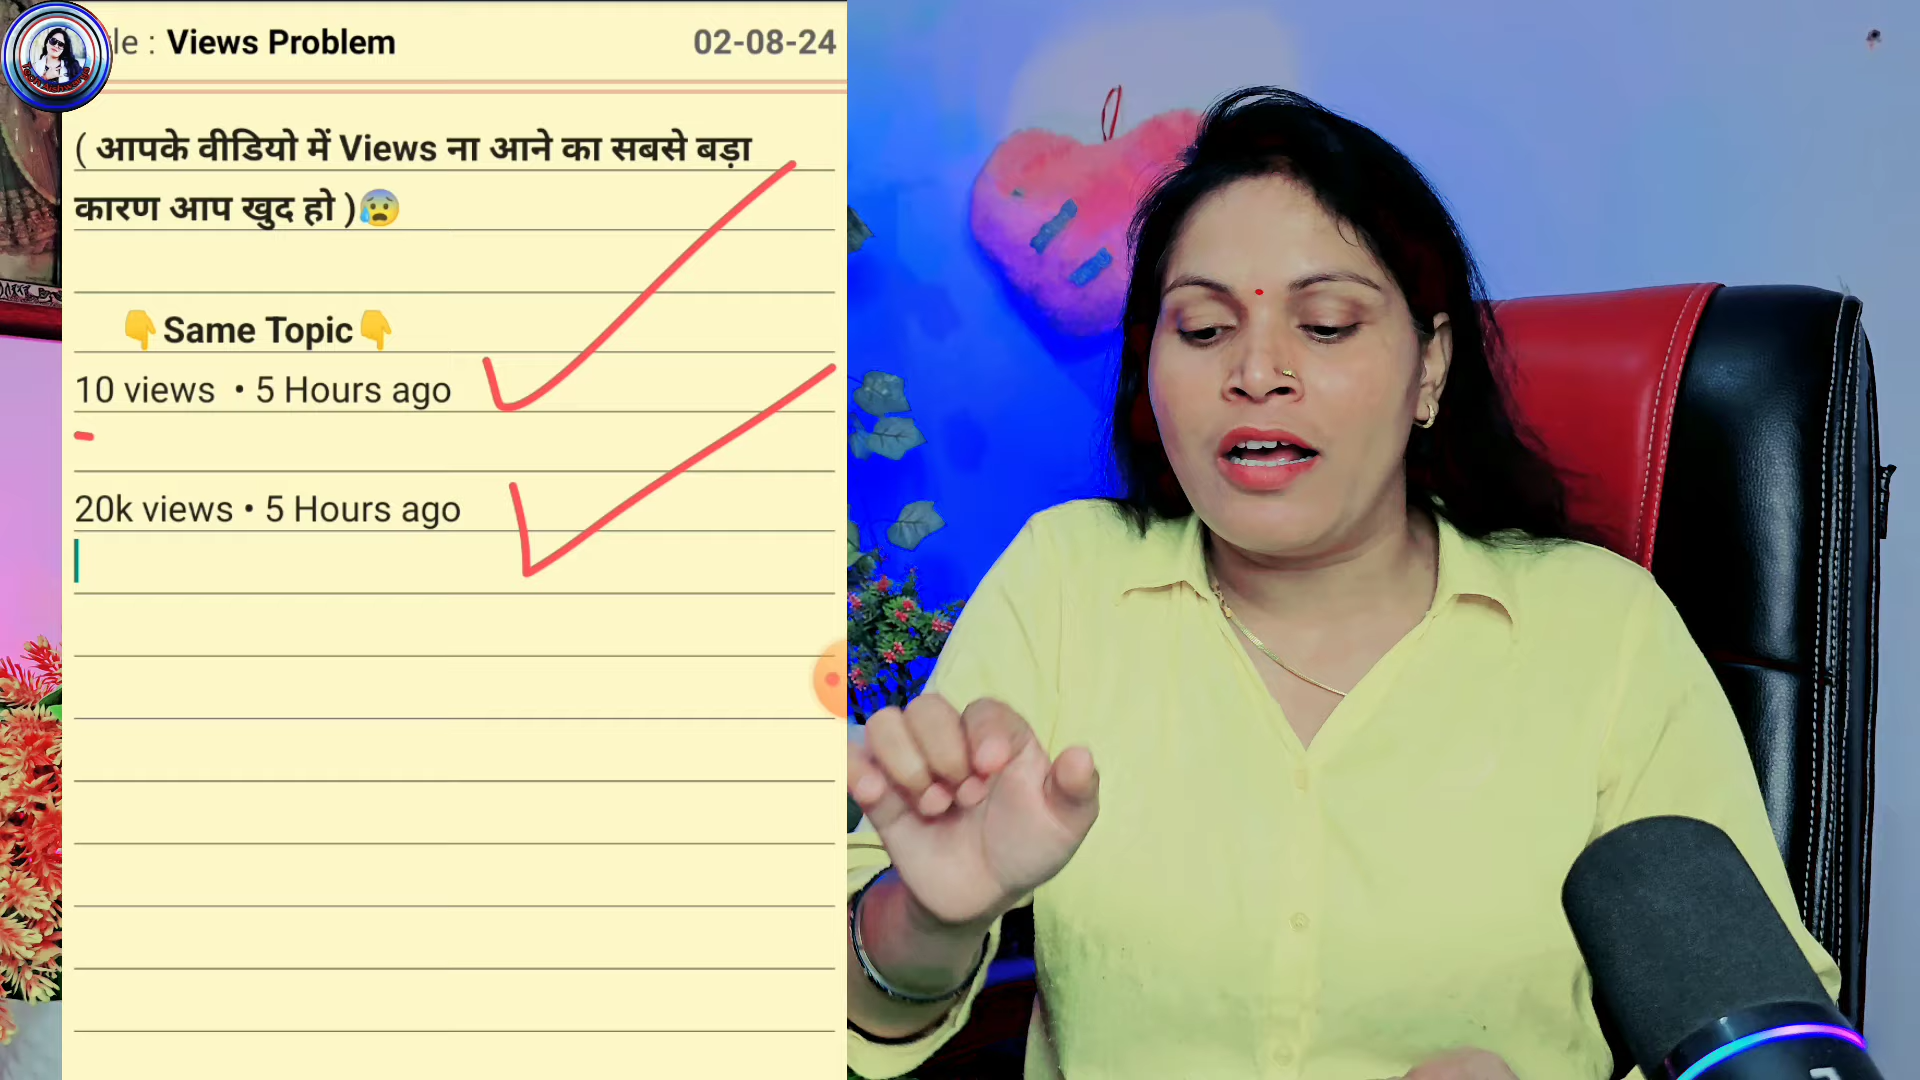 le : Views Problem 02-08-24
( आपके वीडियो में Views ना आने का सबसे बड़ा
कारण आप खुद हो )😰
👇Same Topic👇
10 views • 5 Hours ago
20k views • 5 Hours ago